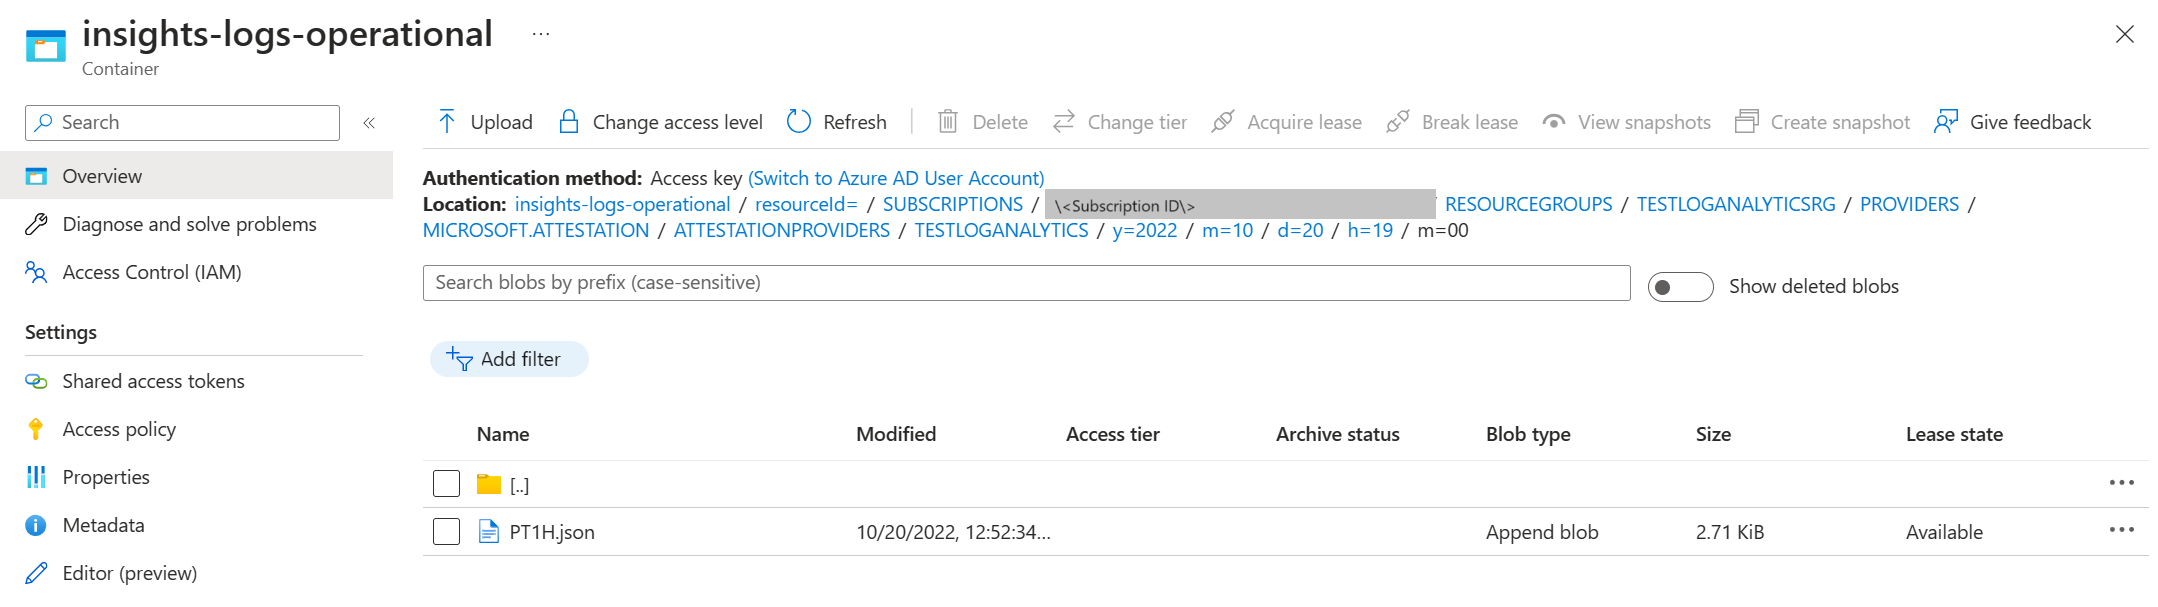 insights-logs-operational ...
Container
Search «
Overview
Diagnose and solve problems
Access Control (IAM)
Settings
Shared access tokens
Access policy
Properties
Metadata
Editor (preview)
Upload Change access level Refresh Delete Change tier Acquire lease Break lease View snapshots Create snapshot Give feedback
Authentication method: Access key (Switch to Azure AD User Account)
Location: insights-logs-operational / resourceId= / SUBSCRIPTIONS / \<Subscription ID\> / RESOURCEGROUPS / TESTLOGANALYTICSRG / PROVIDERS /
MICROSOFT.ATTESTATION / ATTESTATIONPROVIDERS / TESTLOGANALYTICS / y=2022 / m=10 / d=20 / h=19 / m=00
Search blobs by prefix (case-sensitive)
Show deleted blobs
Add filter
Name Modified Access tier Archive status Blob type Size Lease state
[..]
PT1H.json 10/20/2022, 12:52:34... Append blob 2.71 KiB Available